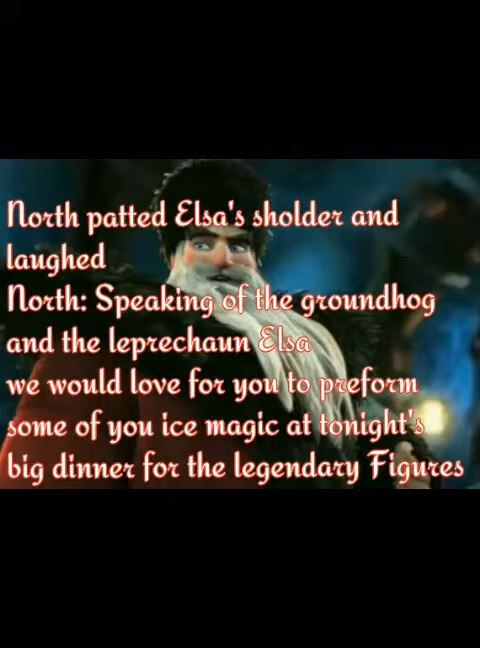 North patted Elsa's sholder and
laughed
North: Speaking of the groundhog
and the leprechaun Elsa
we would love for you to preform
some of you ice magic at tonight's
big dinner for the legendary Figures